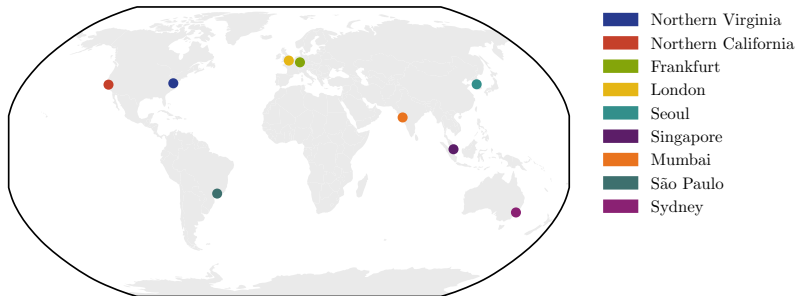 Northern Virginia
Northern California
Frankfurt
London
Seoul
Singapore
Mumbai
São Paulo
Sydney